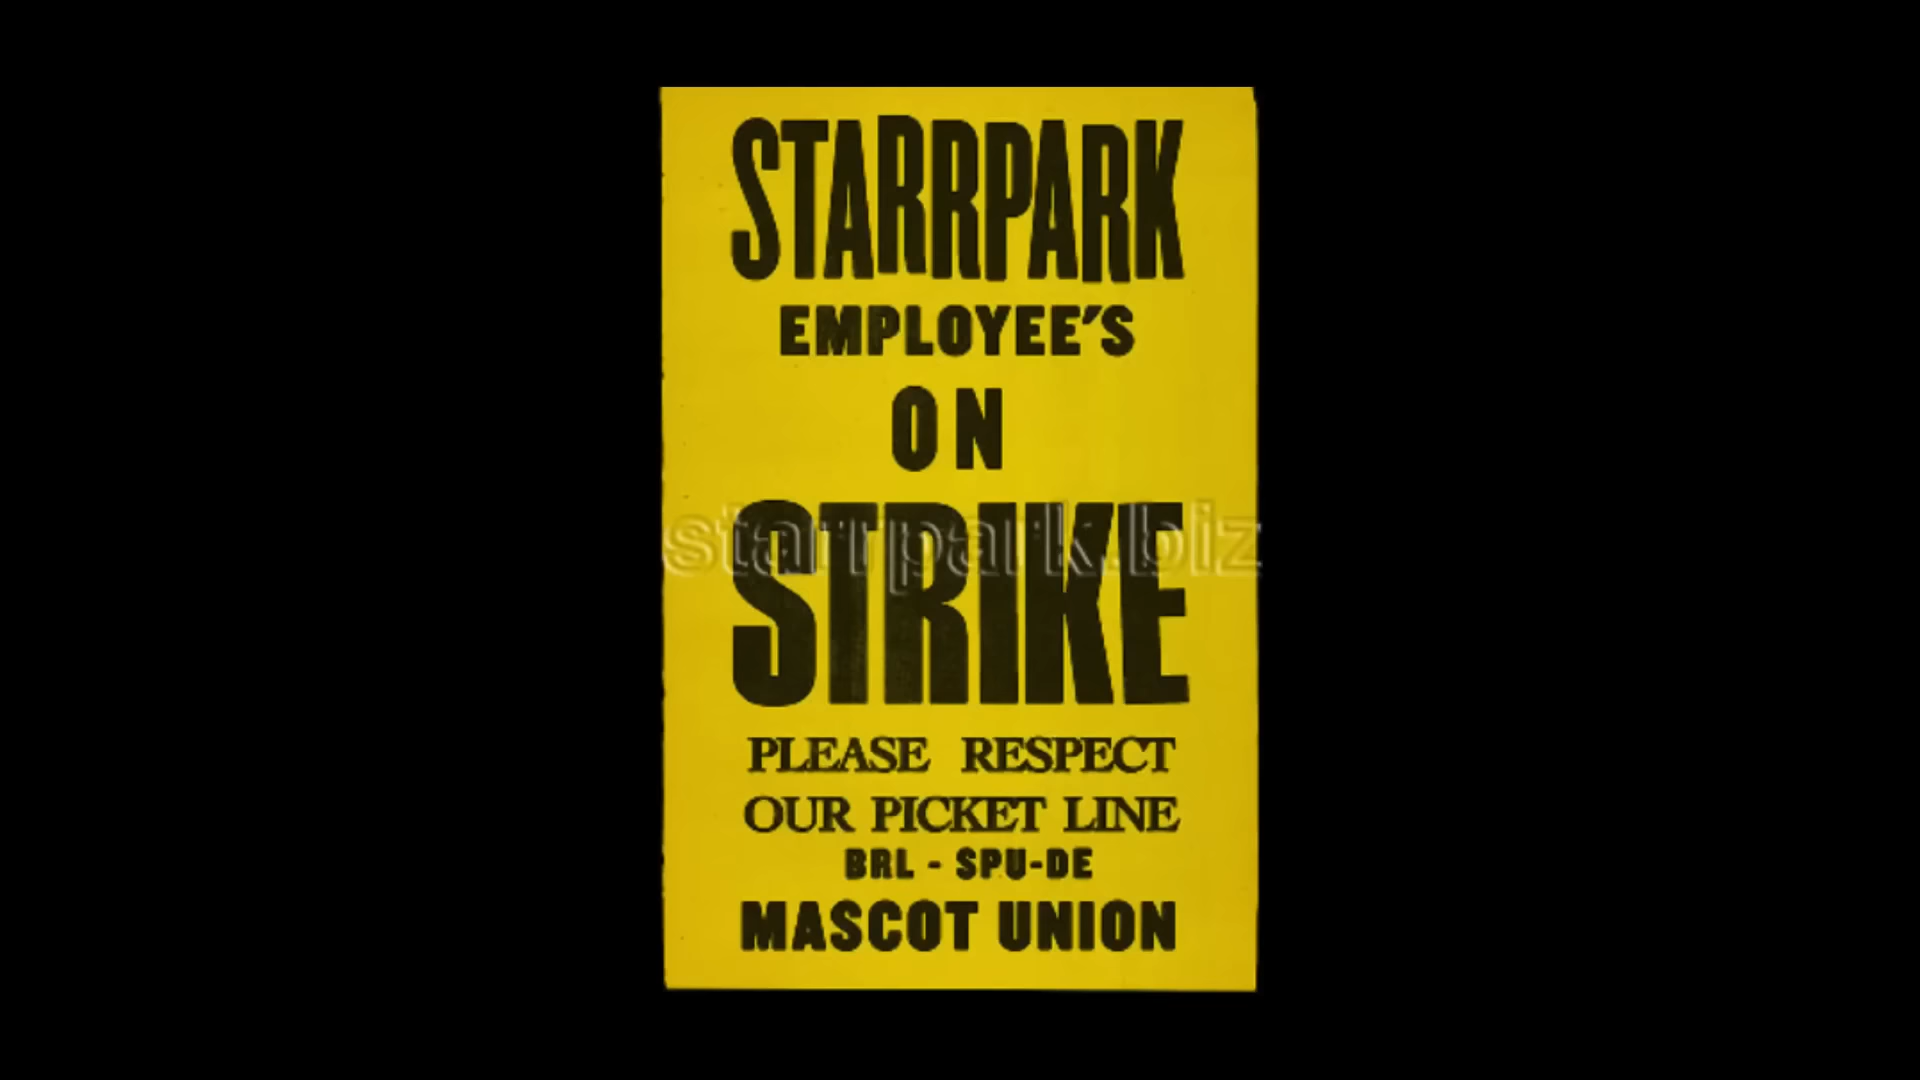 STARRPARK
EMPLOYEE'S
ON
STRIKE
starrpark.biz
PLEASE RESPECT
OUR PICKET LINE
BRL - SPU-DE
MASCOT UNION